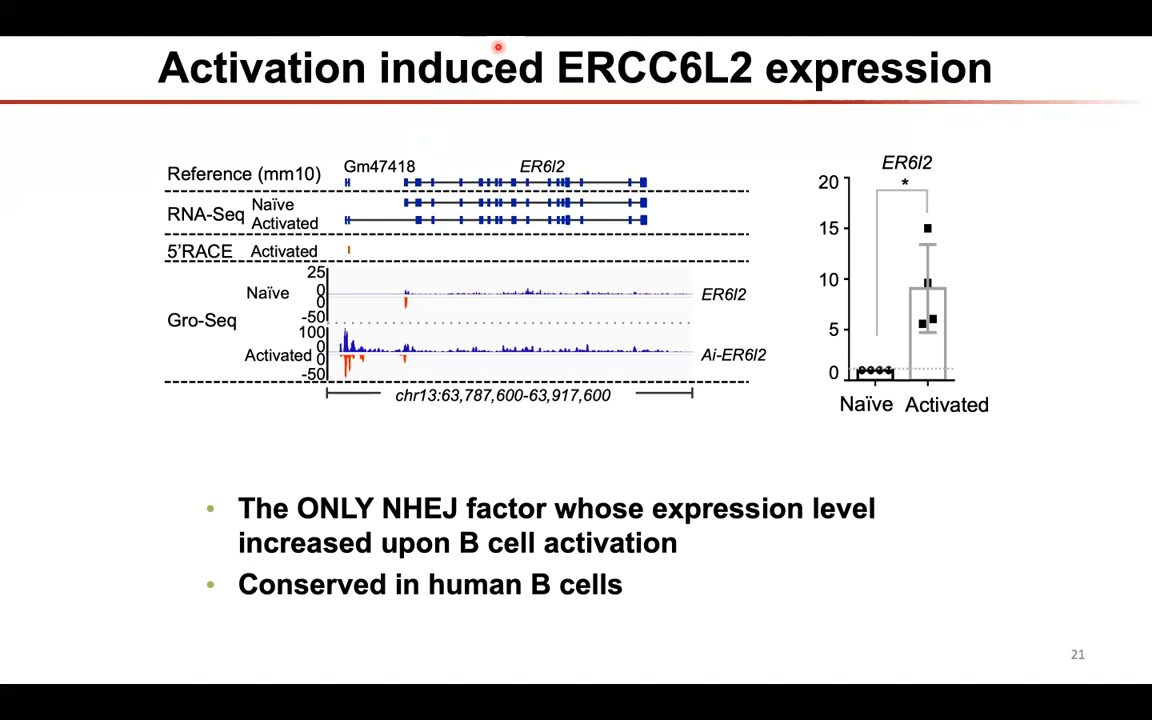 Activation induced ERCC6L2 expression
Reference (mm10)
Gm47418
ER6l2
RNA-Seq
Naïve
Activated
5'RACE
Activated
Gro-Seq
Naïve
25
0
0
-50
ER6l2
Activated
100
0
0
-50
Ai-ER6l2
chr13:63,787,600-63,917,600
ER6l2
*
20
15
10
5
0
Naïve
Activated
• The ONLY NHEJ factor whose expression level
increased upon B cell activation
• Conserved in human B cells
21